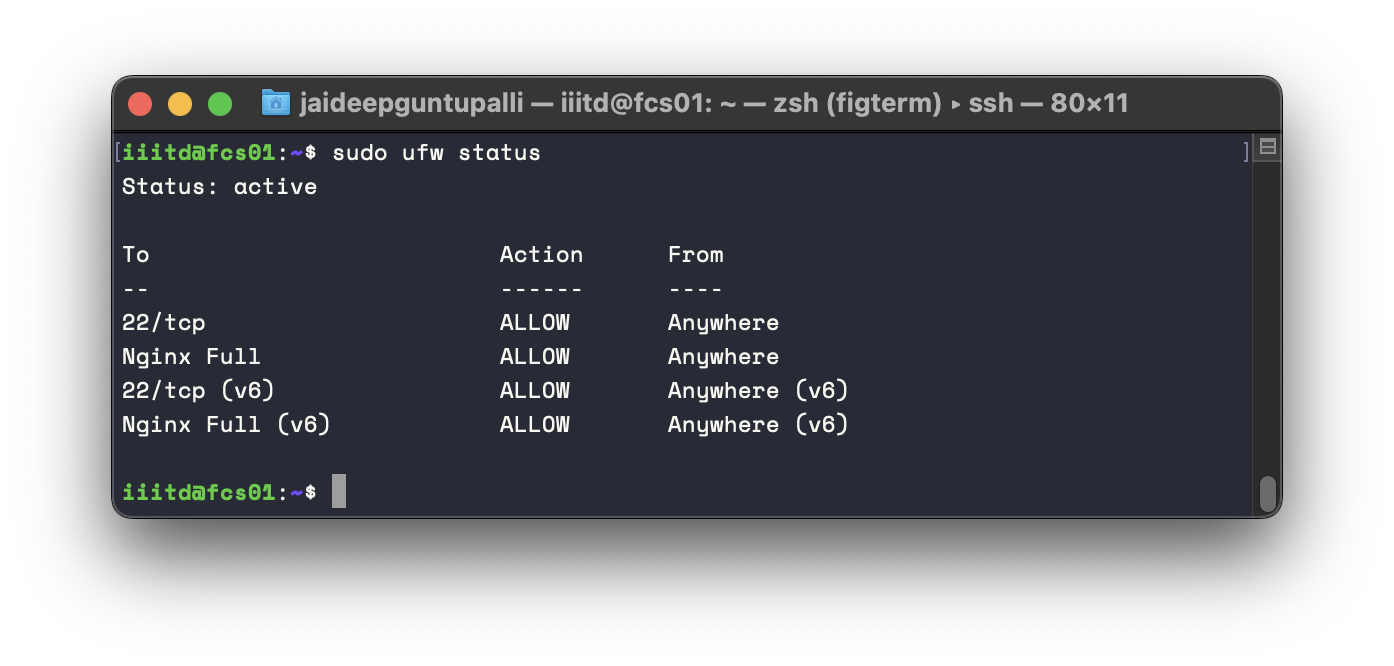 jaideepguntupalli — iiitd@fcs01: ~ — zsh (figterm) ▸ ssh — 80×11
[iiitd@fcs01:~$ sudo ufw status ]
Status: active
To Action From
-- ------ ----
22/tcp ALLOW Anywhere
Nginx Full ALLOW Anywhere
22/tcp (v6) ALLOW Anywhere (v6)
Nginx Full (v6) ALLOW Anywhere (v6)
iiitd@fcs01:~$